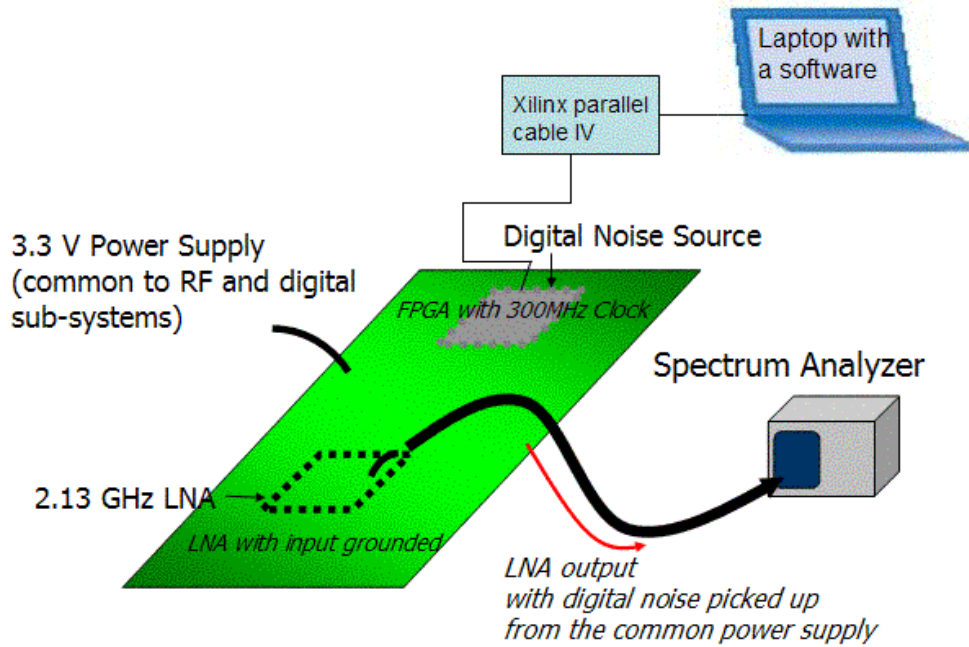 Laptop with
a software
Xilinx parallel
cable IV
3.3 V Power Supply
(common to RF and digital
sub-systems)
Digital Noise Source
FPGA with 300MHz Clock
Spectrum Analyzer
2.13 GHz LNA
LNA with input grounded
LNA output
with digital noise picked up
from the common power supply